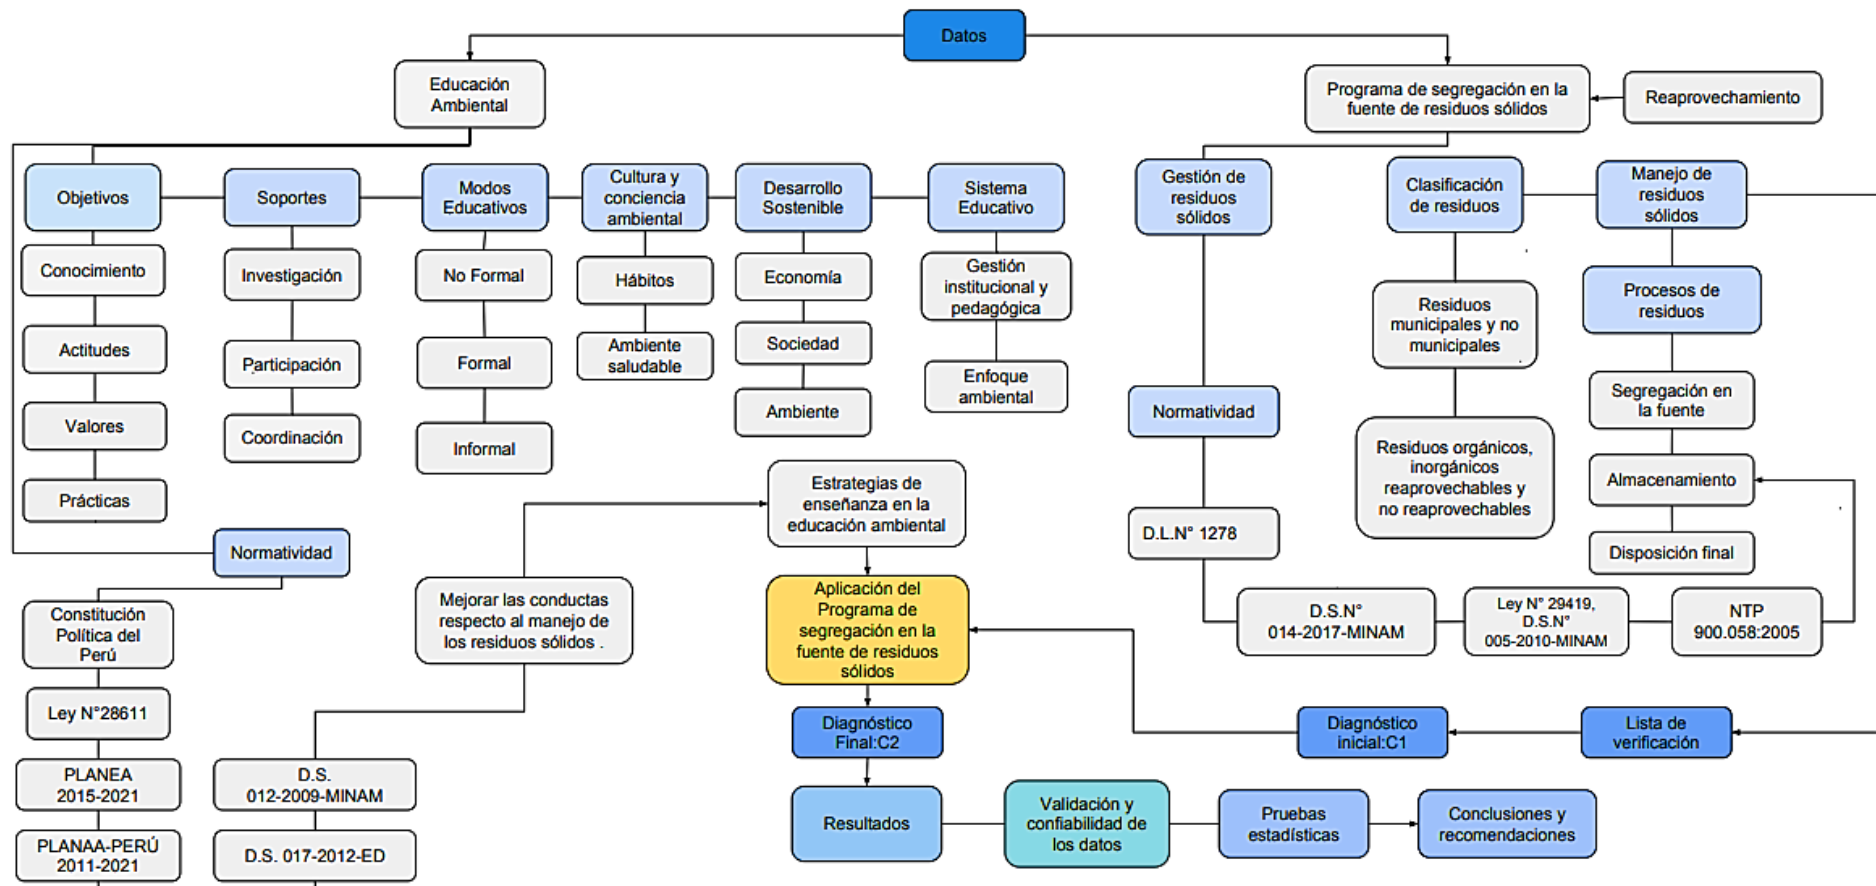 Datos
Educación
Ambiental
Programa de segregación en la
fuente de residuos sólidos
Reaprovechamiento
Objetivos
Soportes
Modos
Educativos
Cultura y
conciencia
ambiental
Desarrollo
Sostenible
Sistema
Educativo
Gestión de
residuos
sólidos
Clasificación
de residuos
Manejo de
residuos
sólidos
Conocimiento
Actitudes
Valores
Prácticas
Investigación
Participación
Coordinación
No Formal
Formal
Informal
Hábitos
Ambiente
saludable
Economía
Sociedad
Ambiente
Gestión
institucional y
pedagógica
Enfoque
ambiental
Normatividad
D.L.N° 1278
Residuos
municipales y no
municipales
Residuos orgánicos,
inorgánicos
reaprovechables y
no reaprovechables
Procesos de
residuos
Segregación en
la fuente
Almacenamiento
Disposición final
D.S.N°
014-2017-MINAM
Ley N° 29419,
D.S.N°
005-2010-MINAM
NTP
900.058:2005
Normatividad
Constitución
Política del
Perú
Ley N°28611
PLANEA
2015-2021
PLANAA-PERÚ
2011-2021
D.S.
012-2009-MINAM
D.S. 017-2012-ED
Mejorar las conductas
respecto al manejo de
los residuos sólidos .
Estrategias de
enseñanza en la
educación ambiental
Aplicación del
Programa de
segregación en la
fuente de residuos
sólidos
Diagnóstico
Final:C2
Diagnóstico
inicial:C1
Lista de
verificación
Resultados
Validación y
confiabilidad de
los datos
Pruebas
estadísticas
Conclusiones y
recomendaciones